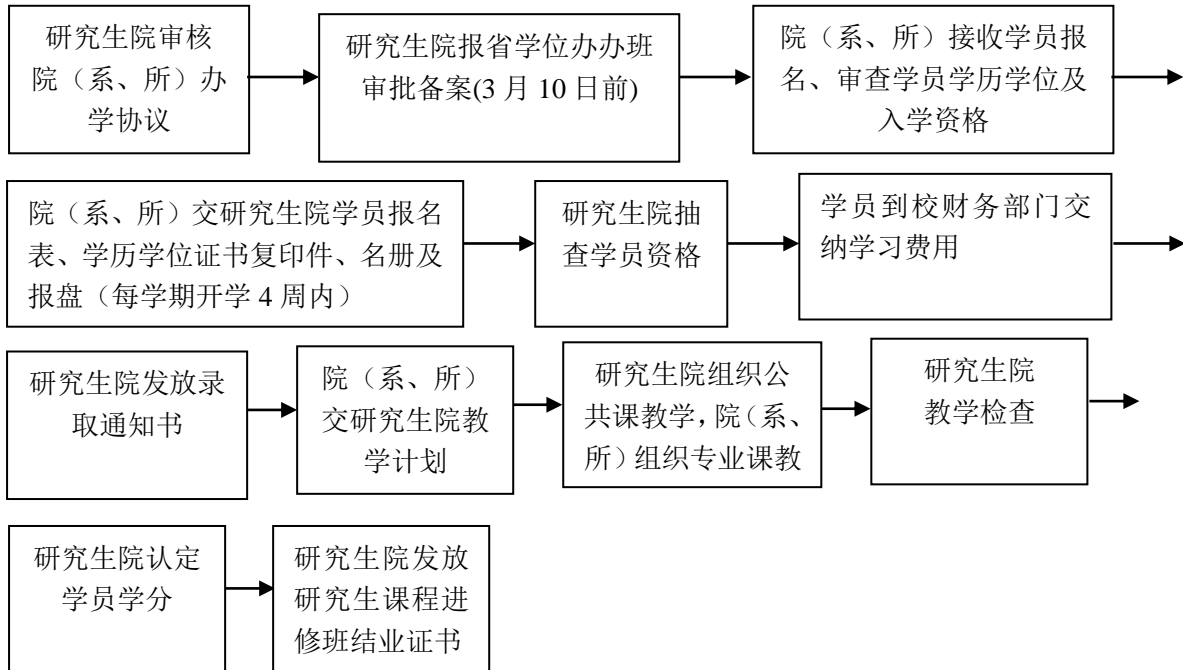 研究生院审核
院（系、所）办
学协议
研究生院报省学位办办班
审批备案(3 月 10 日前)
院（系、所）接收学员报
名、审查学员学历学位及
入学资格
院（系、所）交研究生院学员报名
表、学历学位证书复印件、名册及
报盘（每学期开学 4 周内）
研究生院抽
查学员资格
学员到校财务部门交
纳学习费用
研究生院发放录
取通知书
院（系、所）
交研究生院教
学计划
研究生院组织公
共课教学，院（系、
所）组织专业课教
研究生院
教学检查
研究生院认定
学员学分
研究生院发放
研究生课程进
修班结业证书